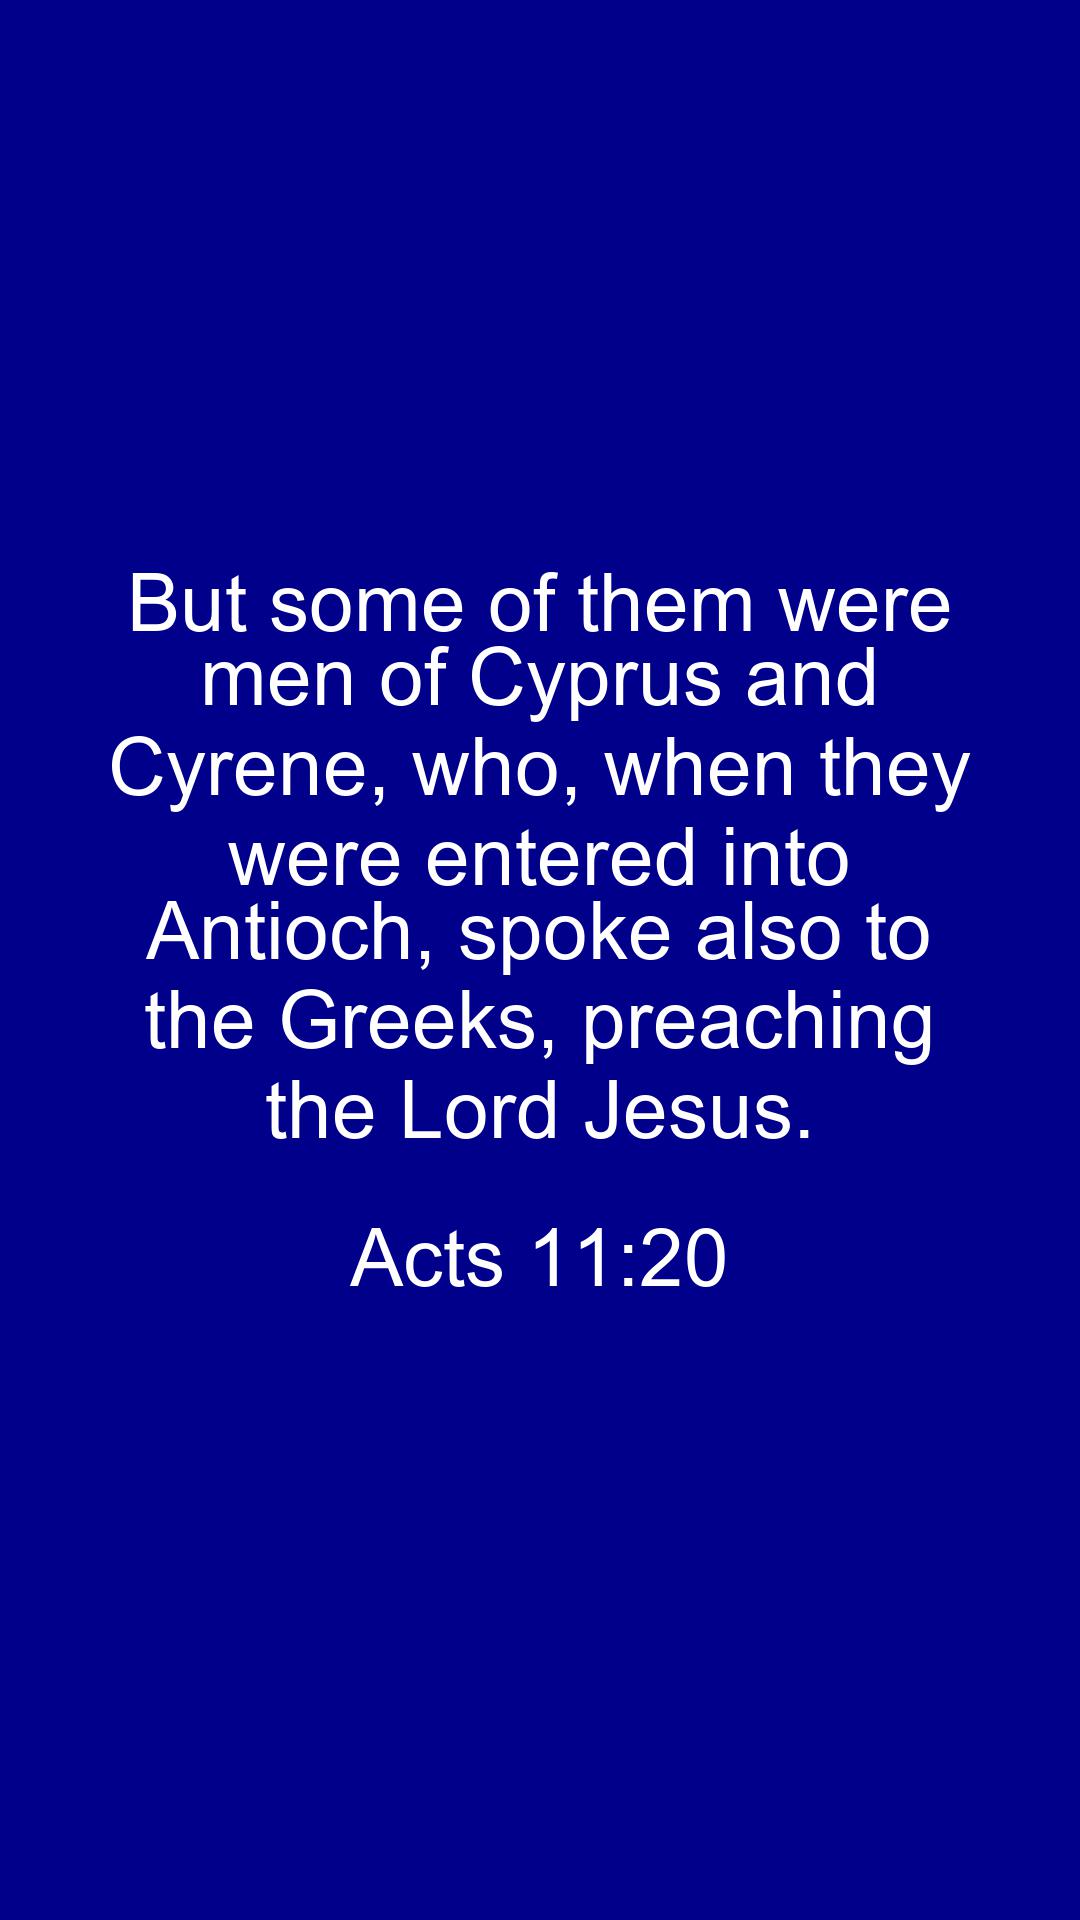 But some of them were
men of Cyprus and
Cyrene, who, when they
were entered into
Antioch, spoke also to
the Greeks, preaching
the Lord Jesus.
Acts 11:20